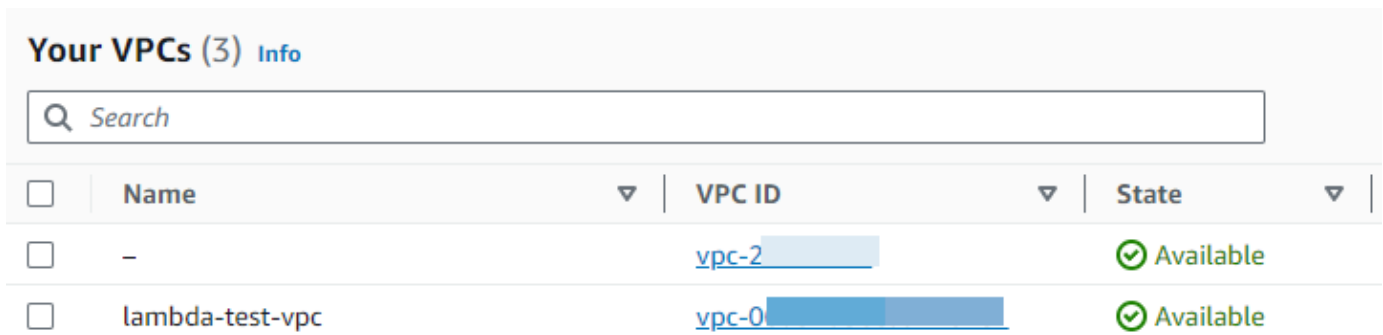 Your VPCs (3) Info
Search
Name VPC ID State
– vpc-2 Available
lambda-test-vpc vpc-0 Available